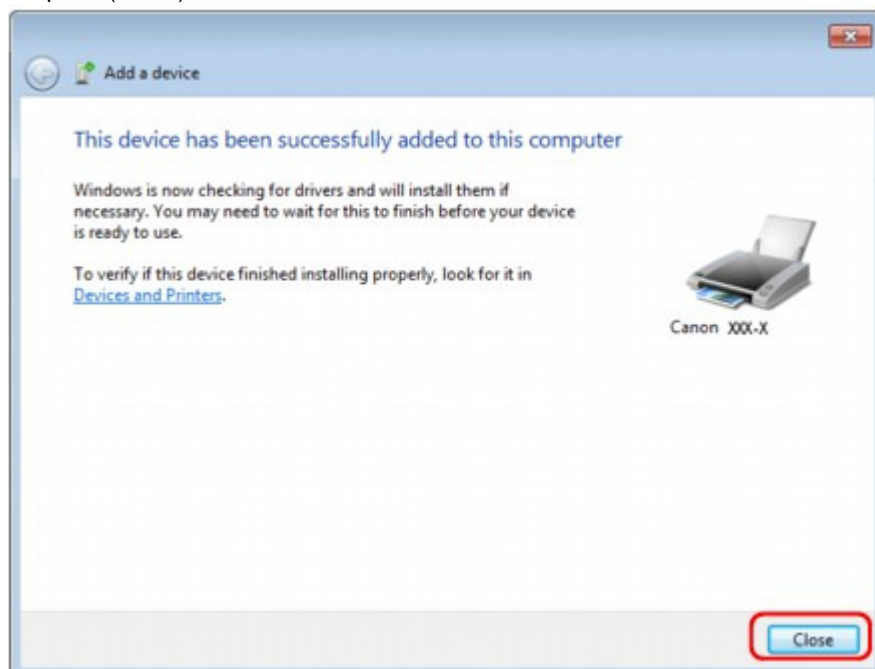 Add a device
This device has been successfully added to this computer
Windows is now checking for drivers and will install them if
necessary. You may need to wait for this to finish before your device
is ready to use.
To verify if this device finished installing properly, look for it in
Devices and Printers.
Canon XXX-X
Close